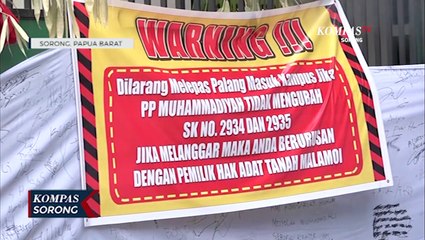 SORONG, PAPUA BARAT
KOMPAS TV
SORONG
WARNING !!!
Dilarang Melepas Palang Masuk Kampus Jika
PP MUHAMMADIYAH TIDAK MENGUBAH
SK NO. 2934 DAN 2935
JIKA MELANGGAR MAKA ANDA BERURUSAN
DENGAN PEMILIK HAK ADAT TANAH MALAMOI
KOMPAS
SORONG